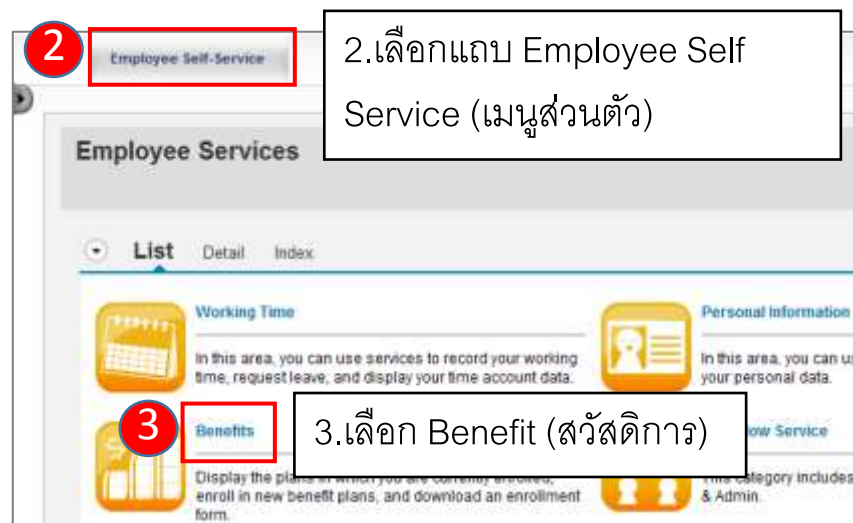 2
Employee Self-Service
2.เลือกแถบ Employee Self
Service (เมนูส่วนตัว)
Employee Services
List Detail Index
Working Time
In this area, you can use services to record your working
time, request leave, and display your time account data.
Personal Information
In this area, you can us
your personal data.
3
Benefits
3.เลือก Benefit (สวัสดิการ)
ow Service
Display the plans in which you are currently enrolled,
enroll in new benefit plans, and download an enrollment
form.
This category includes
& Admin.